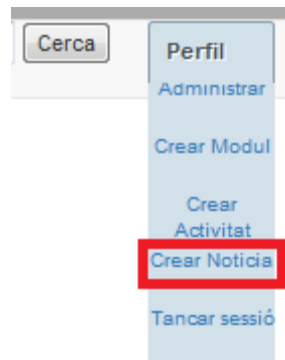 Cerca
Perfil
Administrar
Crear Modul
Crear
Activitat
Crear Noticia
Tancar sessió